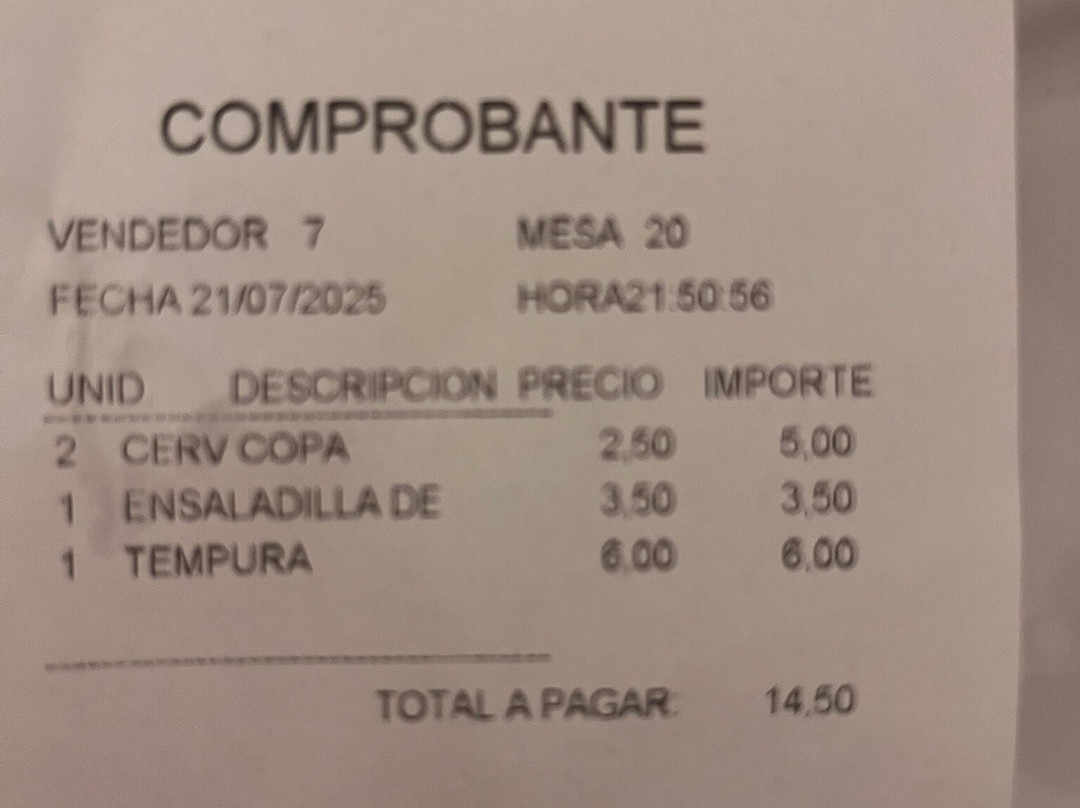 COMPROBANTE
VENDEDOR 7 MESA 20
FECHA 21/07/2025 HORA21:50:56
UNID DESCRIPCION PRECIO IMPORTE
2 CERV COPA 2,50 5,00
1 ENSALADILLA DE 3,50 3,50
1 TEMPURA 6,00 6,00
TOTAL A PAGAR: 14,50